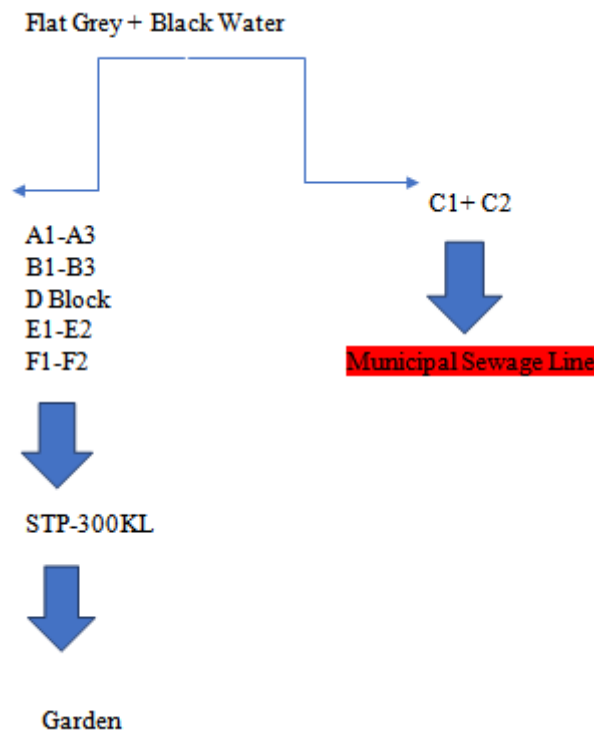 Flat Grey + Black Water
C1+ C2
A1-A3
B1-B3
D Block
E1-E2
F1-F2
Municipal Sewage Line
STP-300KL
Garden